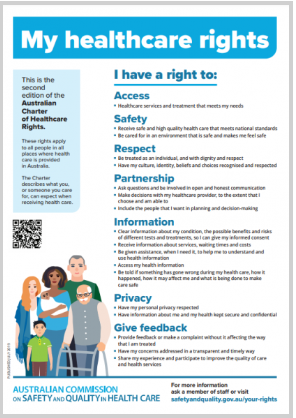 My healthcare rights
This is the
second
edition of the
Australian
Charter
of Healthcare
Rights.
These rights apply
to all people in all
places where health
care is provided
in Australia.
The Charter
describes what you,
or someone you care
for, can expect when
receiving health care.
I have a right to:
Access
• Healthcare services and treatment that meets my needs
Safety
• Receive safe and high quality health care that meets national standards
• Be cared for in an environment that is safe and makes me feel safe
Respect
• Be treated as an individual, and with dignity and respect
• Have my culture, identity, beliefs and choices recognised and respected
Partnership
• Ask questions and be involved in open and honest communication
• Make decisions with my healthcare provider, to the extent that I
choose and am able to
• Include the people that I want in planning and decision-making
Information
• Clear information about my condition, the possible benefits and risks
of different tests and treatments, so I can give my informed consent
• Receive information about services, waiting times and costs
• Be given assistance, when I need it, to help me to understand and
use health information
• Access my health information
• Be told if something has gone wrong during my health care, how it
happened, how it may affect me and what is being done to make
care safe
Privacy
• Have my personal privacy respected
• Have information about me and my health kept secure and confidential
Give feedback
• Provide feedback or make a complaint without it affecting the way
that I am treated
• Have my concerns addressed in a transparent and timely way
• Share my experience and participate to improve the quality of care
and health services
AUSTRALIAN COMMISSION
ON SAFETY AND QUALITY IN HEALTH CARE
For more information
ask a member of staff or visit
safetyandquality.gov.au/your-rights